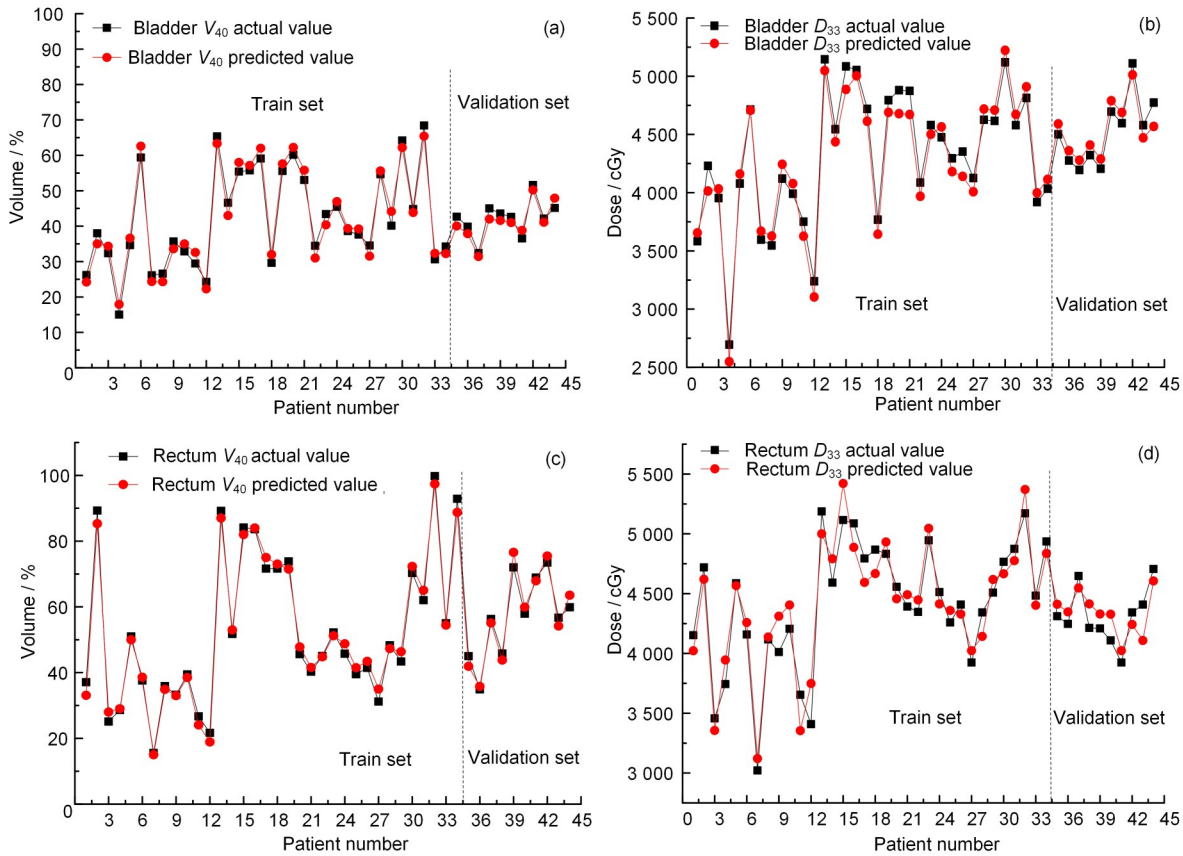 (a)
Bladder V40 actual value
Bladder V40 predicted value
Train set
Validation set
Volume / %
100
90
80
70
60
50
40
30
20
10
0
3 6 9 12 15 18 21 24 27 30 33 36 39 42 45
Patient number
(b)
Bladder D33 actual value
Bladder D33 predicted value
Train set
Validation set
Dose / cGy
5 500
5 000
4 500
4 000
3 500
3 000
2 500
0 3 6 9 12 15 18 21 24 27 30 33 36 39 42 45
Patient number
(c)
Rectum V40 actual value
Rectum V40 predicted value
Train set
Validation set
Volume / %
100
80
60
40
20
0
3 6 9 12 15 18 21 24 27 30 33 36 39 42 45
Patient number
(d)
Rectum D33 actual value
Rectum D33 predicted value
Train set
Validation set
Dose / cGy
5 500
5 000
4 500
4 000
3 500
3 000
0 3 6 9 12 15 18 21 24 27 30 33 36 39 42 45
Patient number